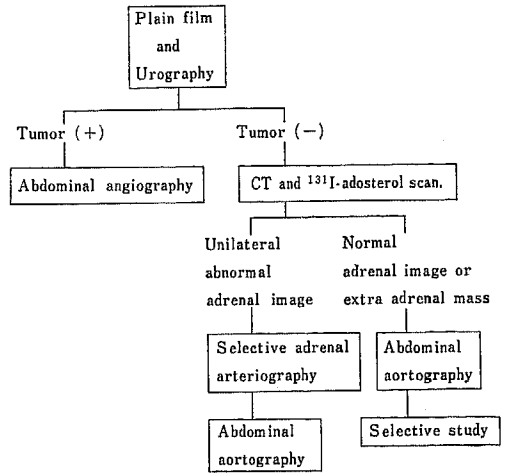 Plain film
and
Urography
Tumor (+)
Tumor (−)
Abdominal angiography
CT and ¹³¹I-adosterol scan.
Unilateral
abnormal
adrenal image
Normal
adrenal image or
extra adrenal mass
Selective adrenal
arteriography
Abdominal
aortography
Abdominal
aortography
Selective study